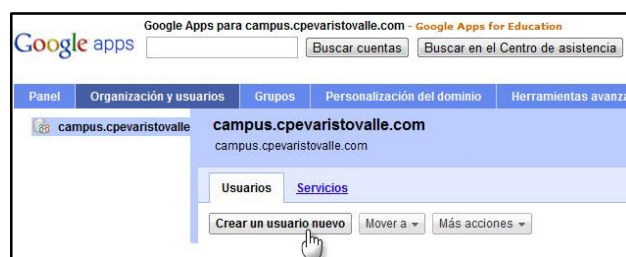 Google Apps para campus.cpevaristovalle.com - Google Apps for Education
Google apps
Buscar cuentas Buscar en el Centro de asistencia
Panel Organización y usuarios Grupos Personalización del dominio Herramientas avanza
campus.cpevaristovalle
campus.cpevaristovalle.com
campus.cpevaristovalle.com
Usuarios Servicios
Crear un usuario nuevo Mover a Más acciones